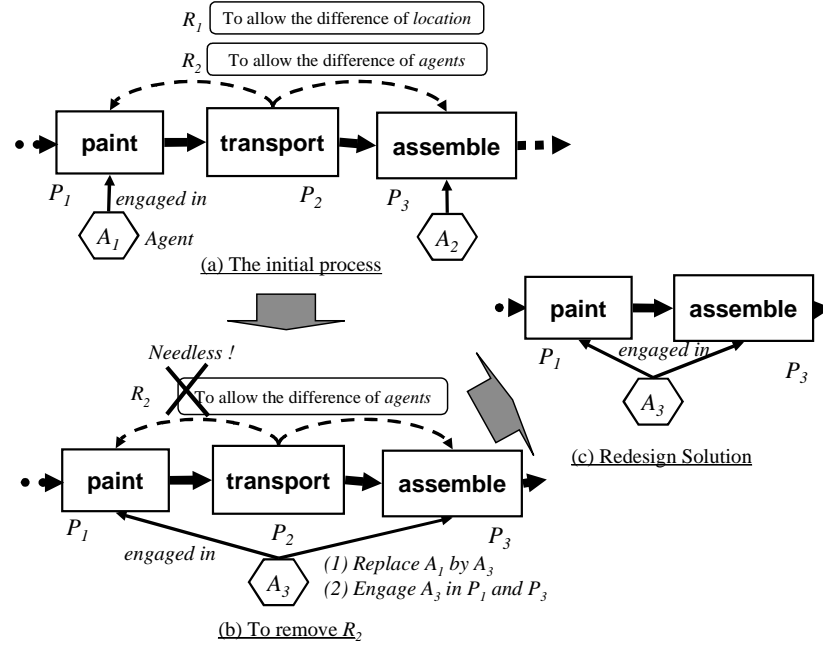 R1 To allow the difference of location
R2 To allow the difference of agents
paint transport assemble
P1 engaged in P2 P3
A1 Agent A2
(a) The initial process
paint assemble
P1 engaged in P3
A3
(c) Redesign Solution
Needless !
R2 To allow the difference of agents
paint transport assemble
P1 P2 P3
engaged in
A3
(1) Replace A1 by A3
(2) Engage A3 in P1 and P3
(b) To remove R2